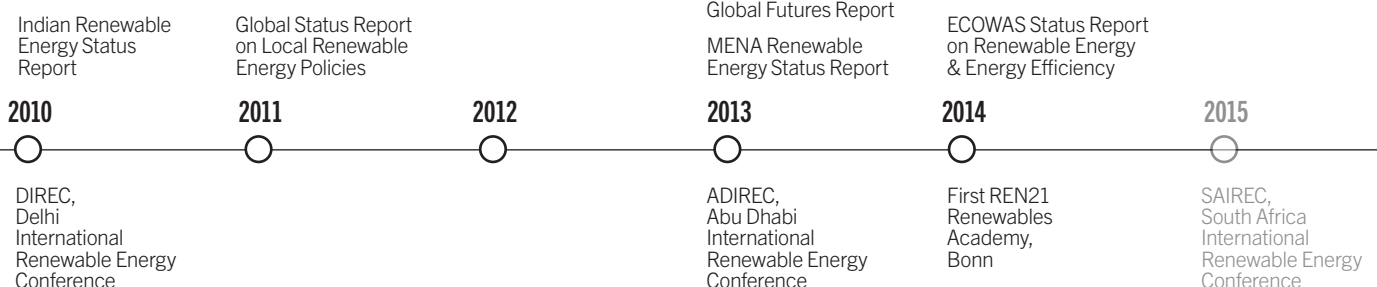 Indian Renewable
Energy Status
Report
Global Status Report
on Local Renewable
Energy Policies
Global Futures Report
MENA Renewable
Energy Status Report
ECOWAS Status Report
on Renewable Energy
& Energy Efficiency
2010
2011
2012
2013
2014
2015
DIREC,
Delhi
International
Renewable Energy
Conference
ADIREC,
Abu Dhabi
International
Renewable Energy
Conference
First REN21
Renewables
Academy,
Bonn
SAIREC,
South Africa
International
Renewable Energy
Conference